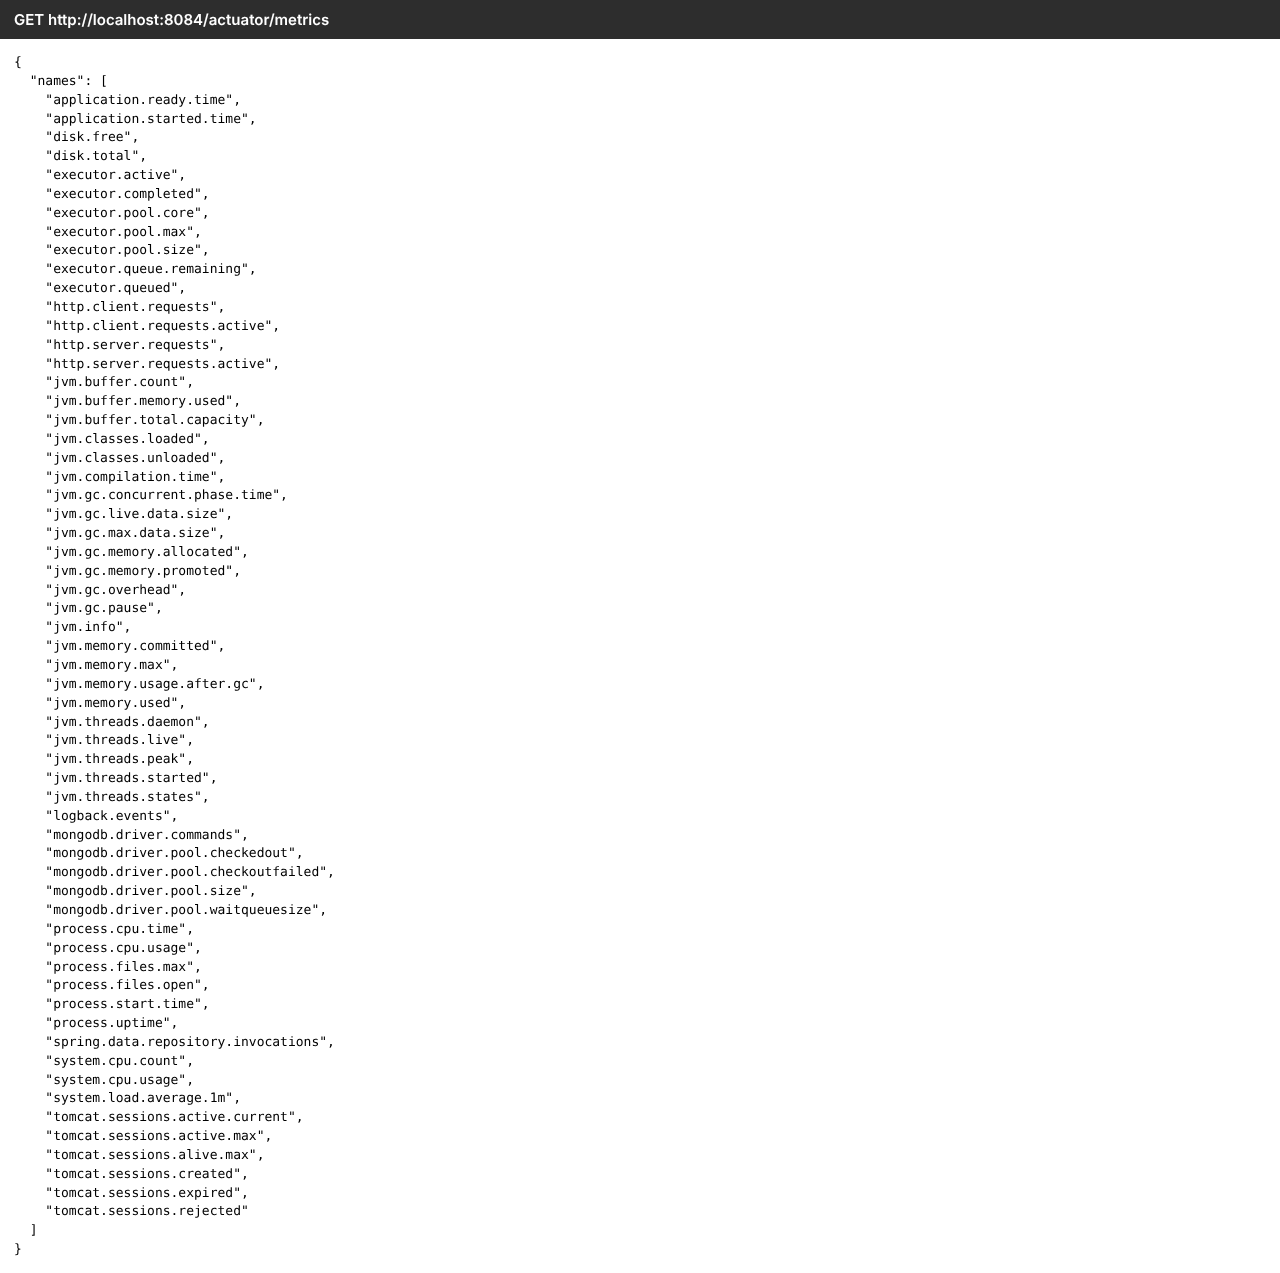 GET http://localhost:8084/actuator/metrics
{
  "names": [
    "application.ready.time",
    "application.started.time",
    "disk.free",
    "disk.total",
    "executor.active",
    "executor.completed",
    "executor.pool.core",
    "executor.pool.max",
    "executor.pool.size",
    "executor.queue.remaining",
    "executor.queued",
    "http.client.requests",
    "http.client.requests.active",
    "http.server.requests",
    "http.server.requests.active",
    "jvm.buffer.count",
    "jvm.buffer.memory.used",
    "jvm.buffer.total.capacity",
    "jvm.classes.loaded",
    "jvm.classes.unloaded",
    "jvm.compilation.time",
    "jvm.gc.concurrent.phase.time",
    "jvm.gc.live.data.size",
    "jvm.gc.max.data.size",
    "jvm.gc.memory.allocated",
    "jvm.gc.memory.promoted",
    "jvm.gc.overhead",
    "jvm.gc.pause",
    "jvm.info",
    "jvm.memory.committed",
    "jvm.memory.max",
    "jvm.memory.usage.after.gc",
    "jvm.memory.used",
    "jvm.threads.daemon",
    "jvm.threads.live",
    "jvm.threads.peak",
    "jvm.threads.started",
    "jvm.threads.states",
    "logback.events",
    "mongodb.driver.commands",
    "mongodb.driver.pool.checkedout",
    "mongodb.driver.pool.checkoutfailed",
    "mongodb.driver.pool.size",
    "mongodb.driver.pool.waitqueuesize",
    "process.cpu.time",
    "process.cpu.usage",
    "process.files.max",
    "process.files.open",
    "process.start.time",
    "process.uptime",
    "spring.data.repository.invocations",
    "system.cpu.count",
    "system.cpu.usage",
    "system.load.average.1m",
    "tomcat.sessions.active.current",
    "tomcat.sessions.active.max",
    "tomcat.sessions.alive.max",
    "tomcat.sessions.created",
    "tomcat.sessions.expired",
    "tomcat.sessions.rejected"
  ]
}